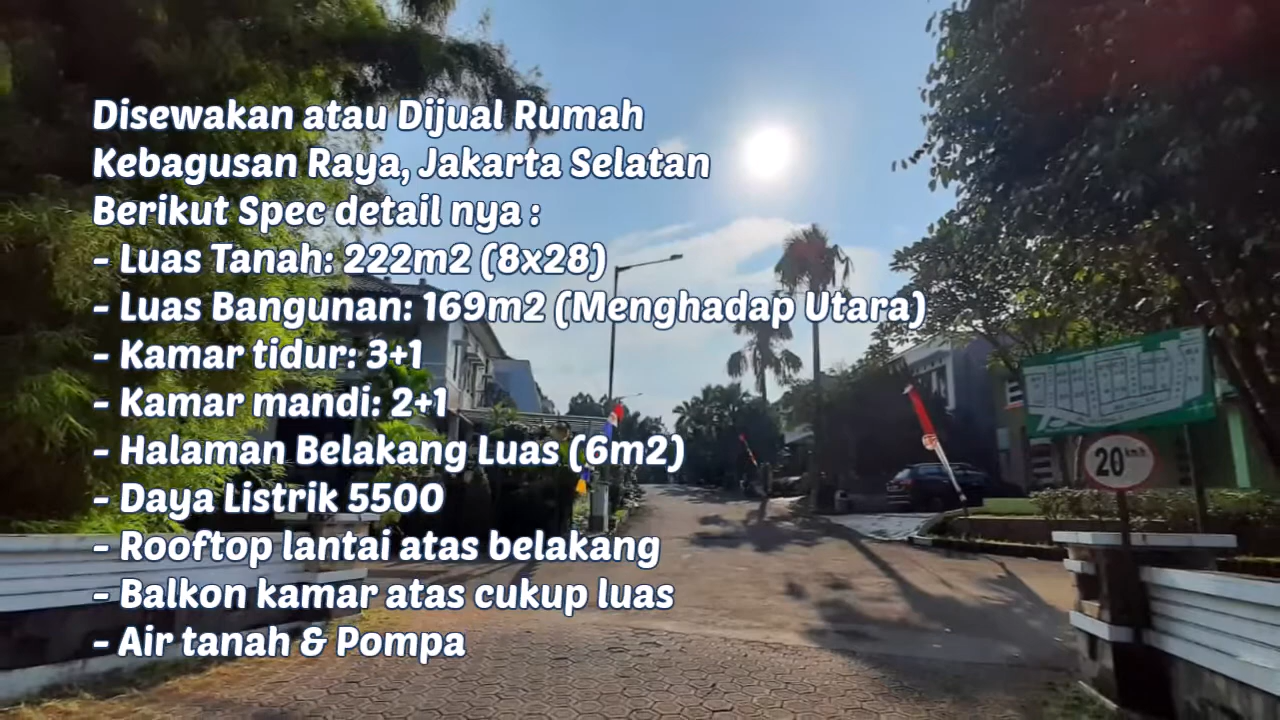 Disewakan atau Dijual Rumah
Kebagusan Raya, Jakarta Selatan
Berikut Spec detail nya :
- Luas Tanah: 222m2 (8x28)
- Luas Bangunan: 169m2 (Menghadap Utara)
- Kamar tidur: 3+1
- Kamar mandi: 2+1
- Halaman Belakang Luas (6m2)
- Daya Listrik 5500
- Rooftop lantai atas belakang
- Balkon kamar atas cukup luas
- Air tanah & Pompa
20 km/h